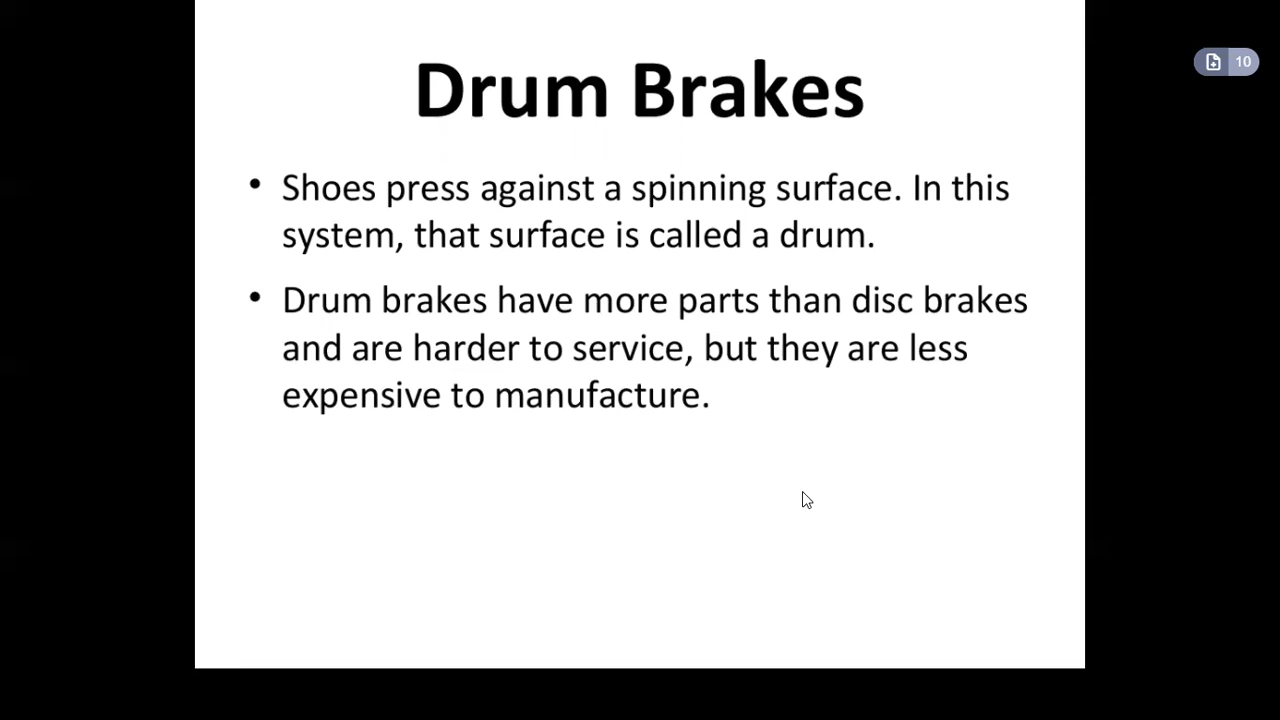 Drum Brakes
• Shoes press against a spinning surface. In this
system, that surface is called a drum.
• Drum brakes have more parts than disc brakes
and are harder to service, but they are less
expensive to manufacture.
10